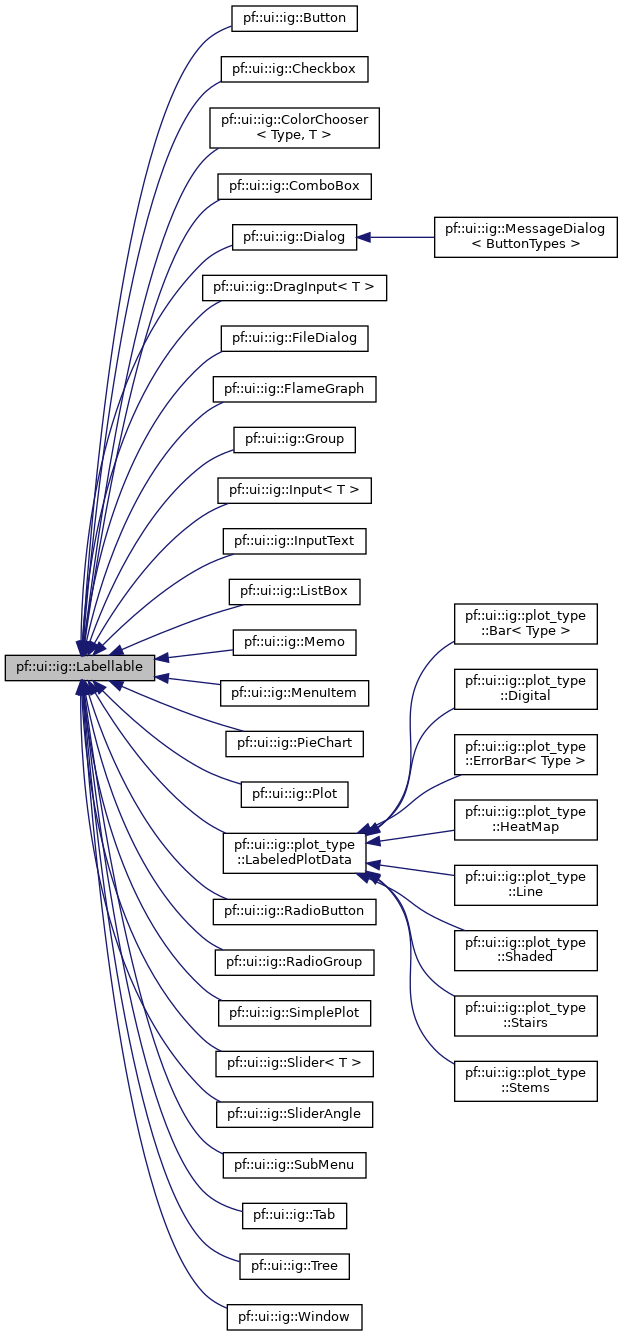 pf::ui::ig::Button
pf::ui::ig::Checkbox
pf::ui::ig::ColorChooser
< Type, T >
pf::ui::ig::ComboBox
pf::ui::ig::Dialog
pf::ui::ig::MessageDialog
< ButtonTypes >
pf::ui::ig::DragInput< T >
pf::ui::ig::FileDialog
pf::ui::ig::FlameGraph
pf::ui::ig::Group
pf::ui::ig::Input< T >
pf::ui::ig::InputText
pf::ui::ig::ListBox
pf::ui::ig::Memo
pf::ui::ig::Labellable
pf::ui::ig::MenuItem
pf::ui::ig::PieChart
pf::ui::ig::Plot
pf::ui::ig::plot_type
::LabeledPlotData
pf::ui::ig::RadioButton
pf::ui::ig::RadioGroup
pf::ui::ig::SimplePlot
pf::ui::ig::Slider< T >
pf::ui::ig::SliderAngle
pf::ui::ig::SubMenu
pf::ui::ig::Tab
pf::ui::ig::Tree
pf::ui::ig::Window
pf::ui::ig::plot_type
::Bar< Type >
pf::ui::ig::plot_type
::Digital
pf::ui::ig::plot_type
::ErrorBar< Type >
pf::ui::ig::plot_type
::HeatMap
pf::ui::ig::plot_type
::Line
pf::ui::ig::plot_type
::Shaded
pf::ui::ig::plot_type
::Stairs
pf::ui::ig::plot_type
::Stems